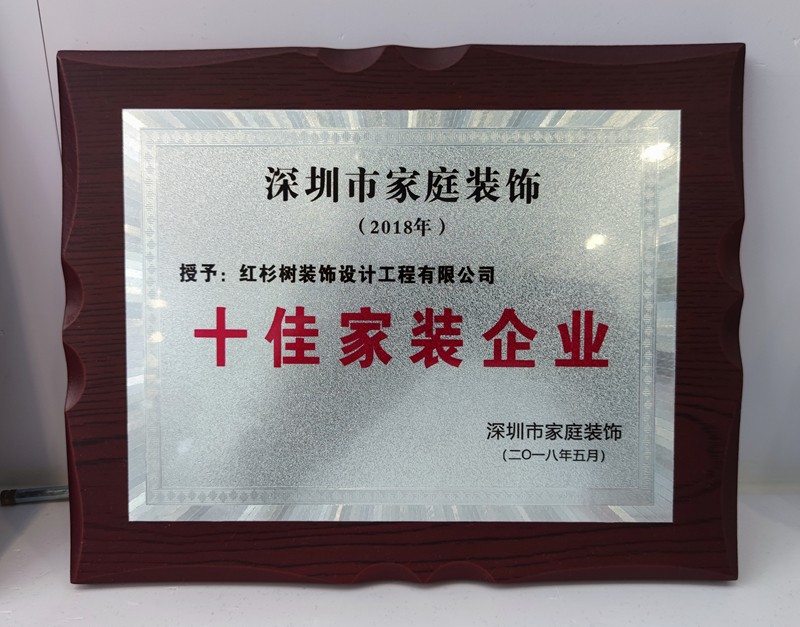 深圳市家庭装饰
（2018年）
授予：红杉树装饰设计工程有限公司
十佳家装企业
深圳市家庭装饰
（二O一八年五月）